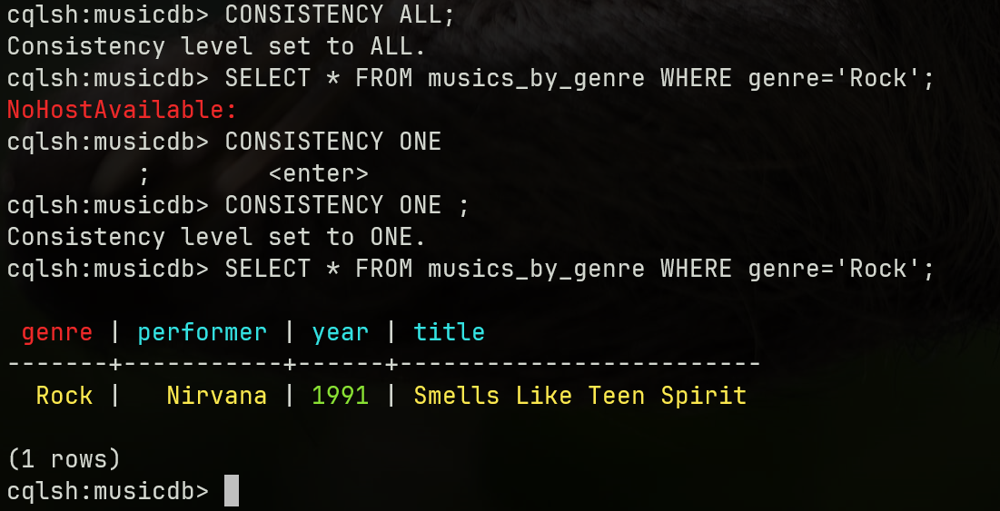 cqlsh:musicdb> CONSISTENCY ALL;
Consistency level set to ALL.
cqlsh:musicdb> SELECT * FROM musics_by_genre WHERE genre='Rock';
NoHostAvailable:
cqlsh:musicdb> CONSISTENCY ONE
         ;        <enter>
cqlsh:musicdb> CONSISTENCY ONE ;
Consistency level set to ONE.
cqlsh:musicdb> SELECT * FROM musics_by_genre WHERE genre='Rock';

 genre | performer | year | title
-------+-----------+------+-------------------------
  Rock |   Nirvana | 1991 | Smells Like Teen Spirit

(1 rows)
cqlsh:musicdb>